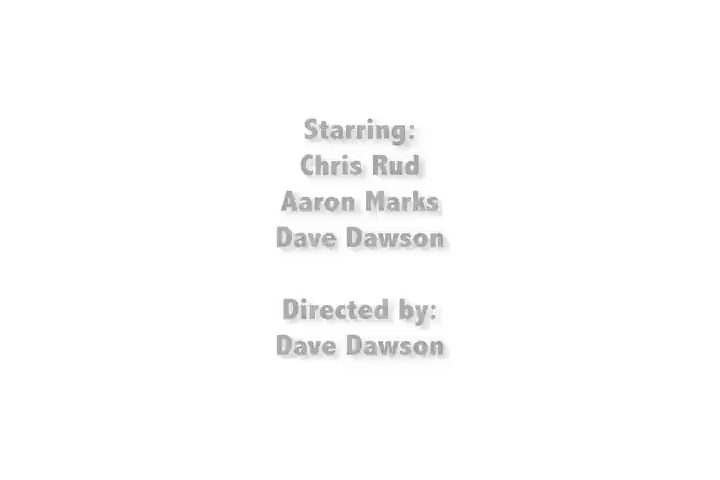 Starring:
Chris Rud
Aaron Marks
Dave Dawson
Directed by:
Dave Dawson